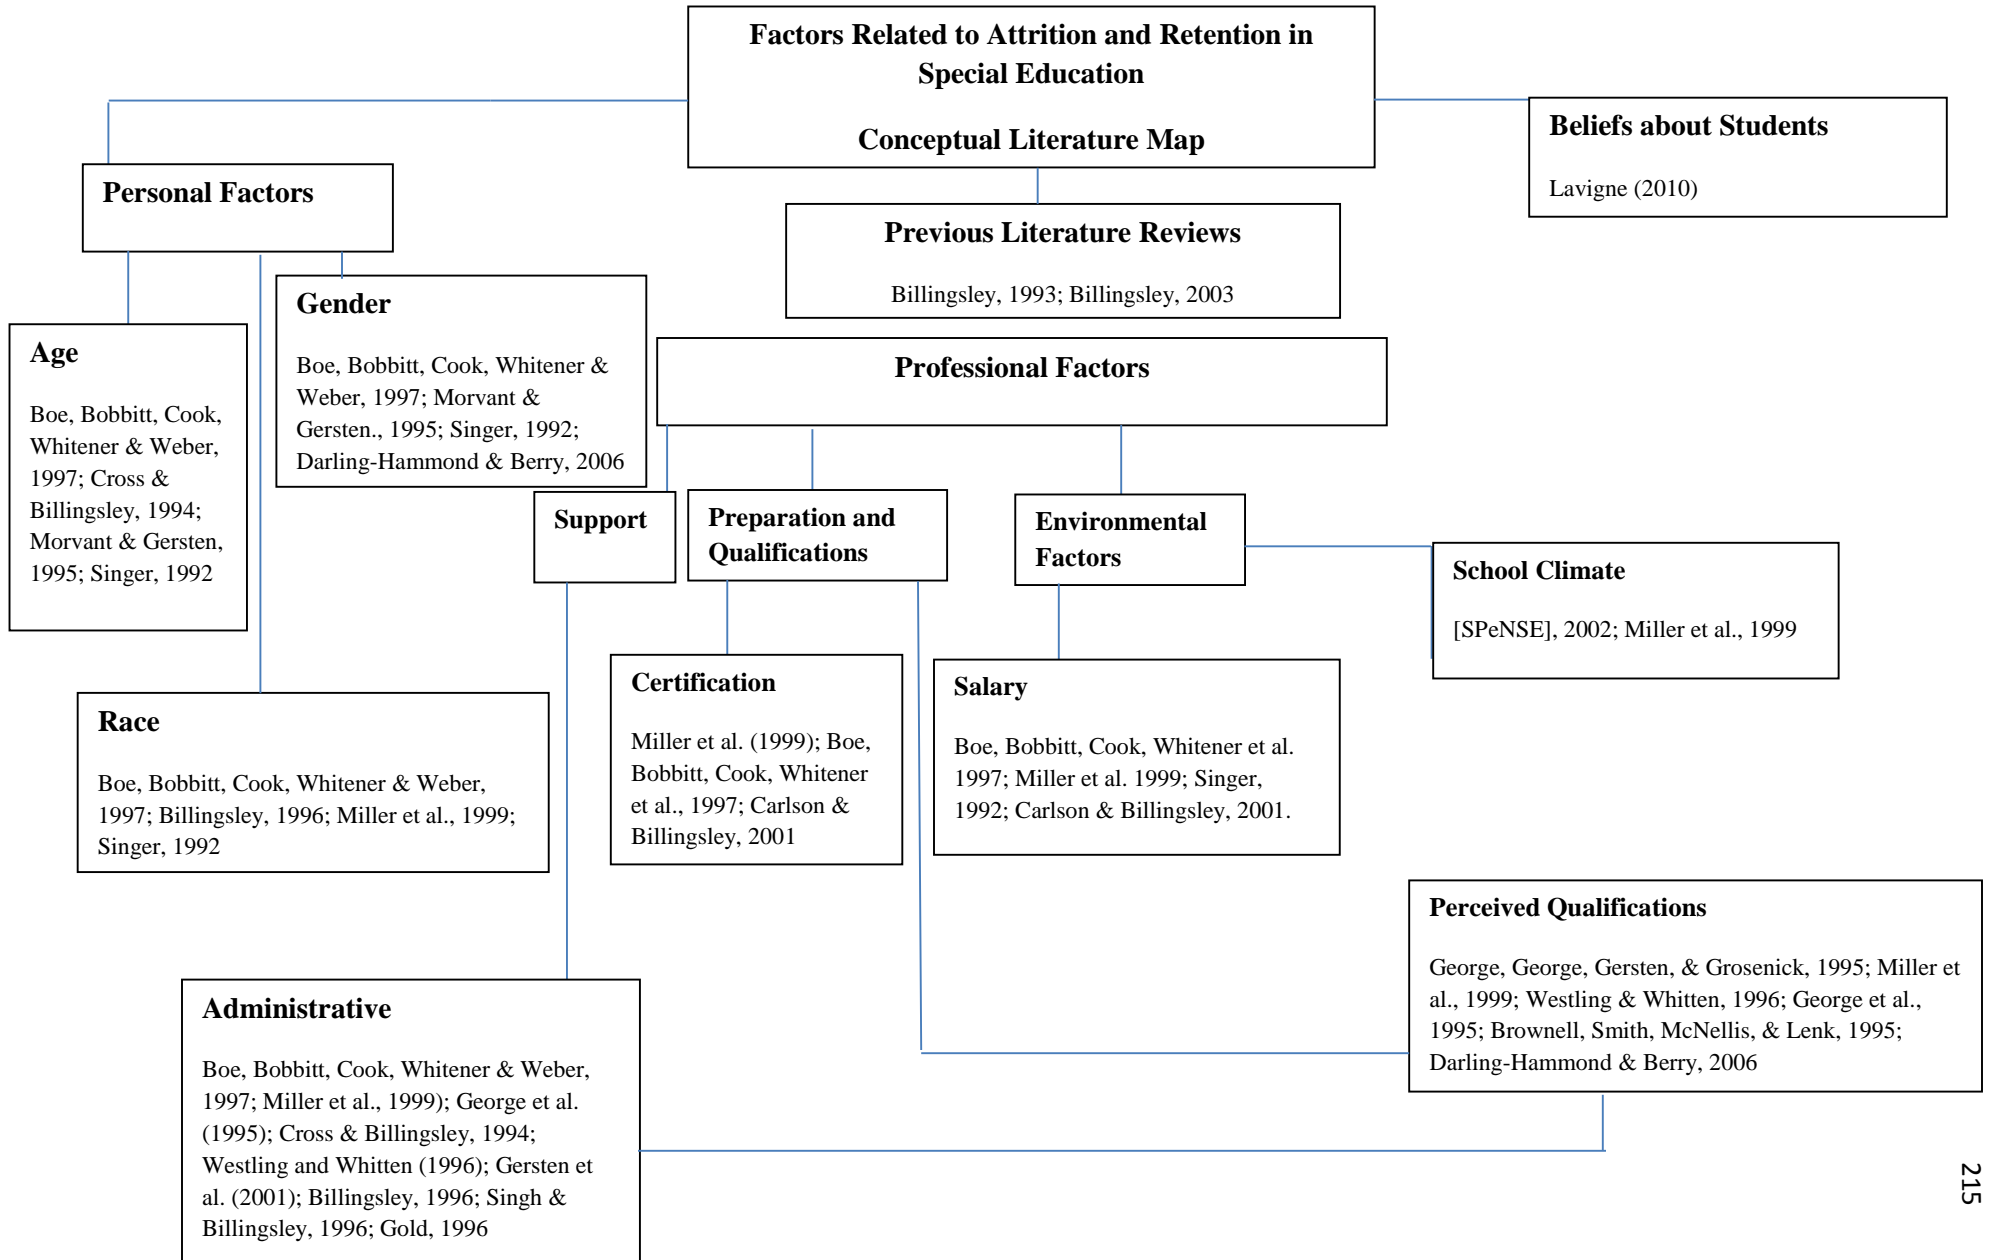 Factors Related to Attrition and Retention in
Special Education
Conceptual Literature Map
Beliefs about Students
Lavigne (2010)
Personal Factors
Previous Literature Reviews
Billingsley, 1993; Billingsley, 2003
Gender
Boe, Bobbitt, Cook, Whitener &
Weber, 1997; Morvant &
Gersten., 1995; Singer, 1992;
Darling-Hammond & Berry, 2006
Age
Boe, Bobbitt, Cook,
Whitener & Weber,
1997; Cross &
Billingsley, 1994;
Morvant & Gersten,
1995; Singer, 1992
Professional Factors
Support
Preparation and
Qualifications
Environmental
Factors
School Climate
[SPeNSE], 2002; Miller et al., 1999
Race
Boe, Bobbitt, Cook, Whitener & Weber,
1997; Billingsley, 1996; Miller et al., 1999;
Singer, 1992
Certification
Miller et al. (1999); Boe,
Bobbitt, Cook, Whitener
et al., 1997; Carlson &
Billingsley, 2001
Salary
Boe, Bobbitt, Cook, Whitener et al.
1997; Miller et al. 1999; Singer,
1992; Carlson & Billingsley, 2001.
Perceived Qualifications
George, George, Gersten, & Grosenick, 1995; Miller et
al., 1999; Westling & Whitten, 1996; George et al.,
1995; Brownell, Smith, McNellis, & Lenk, 1995;
Darling-Hammond & Berry, 2006
Administrative
Boe, Bobbitt, Cook, Whitener & Weber,
1997; Miller et al., 1999); George et al.
(1995); Cross & Billingsley, 1994;
Westling and Whitten (1996); Gersten et
al. (2001); Billingsley, 1996; Singh &
Billingsley, 1996; Gold, 1996
215